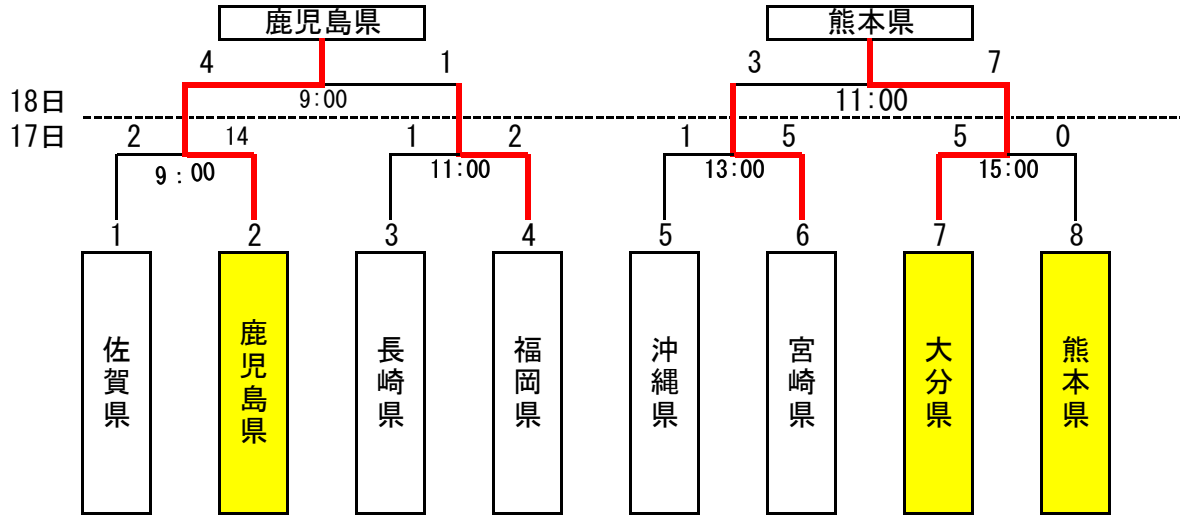 鹿児島県 熊本県
4 1 3 7
18日 9:00 11:00
17日 2 14 1 2 1 5 5 0
9:00 11:00 13:00 15:00
1 2 3 4 5 6 7 8
佐賀県
鹿児島県
長崎県
福岡県
沖縄県
宮崎県
大分県
熊本県